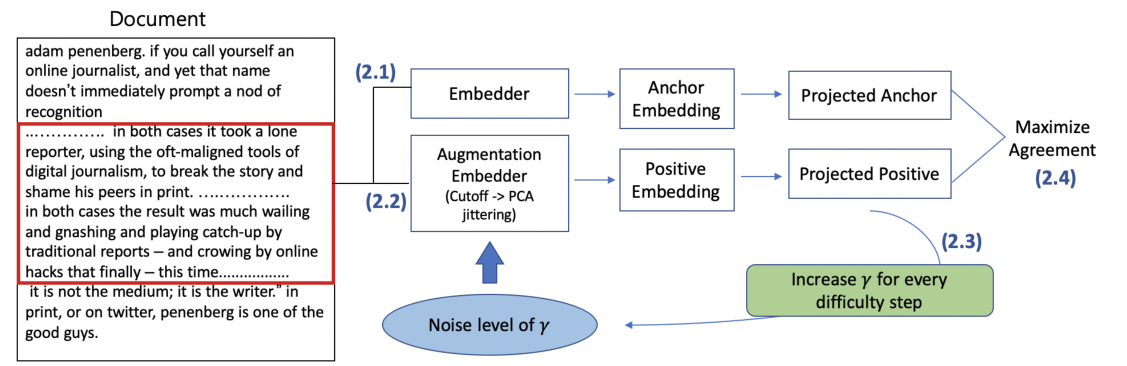 Document
adam penenberg. if you call yourself an
online journalist, and yet that name
doesn't immediately prompt a nod of
recognition
................ in both cases it took a lone
reporter, using the oft-maligned tools of
digital journalism, to break the story and
shame his peers in print. ...................
in both cases the result was much wailing
and gnashing and playing catch-up by
traditional reports – and crowing by online
hacks that finally – this time................
it is not the medium; it is the writer." in
print, or on twitter, penenberg is one of the
good guys.
(2.1)
Embedder
Anchor
Embedding
Projected Anchor
(2.2)
Augmentation
Embedder
(Cutoff -> PCA
jittering)
Positive
Embedding
Projected Positive
Maximize
Agreement
(2.4)
(2.3)
Increase γ for every
difficulty step
Noise level of γ